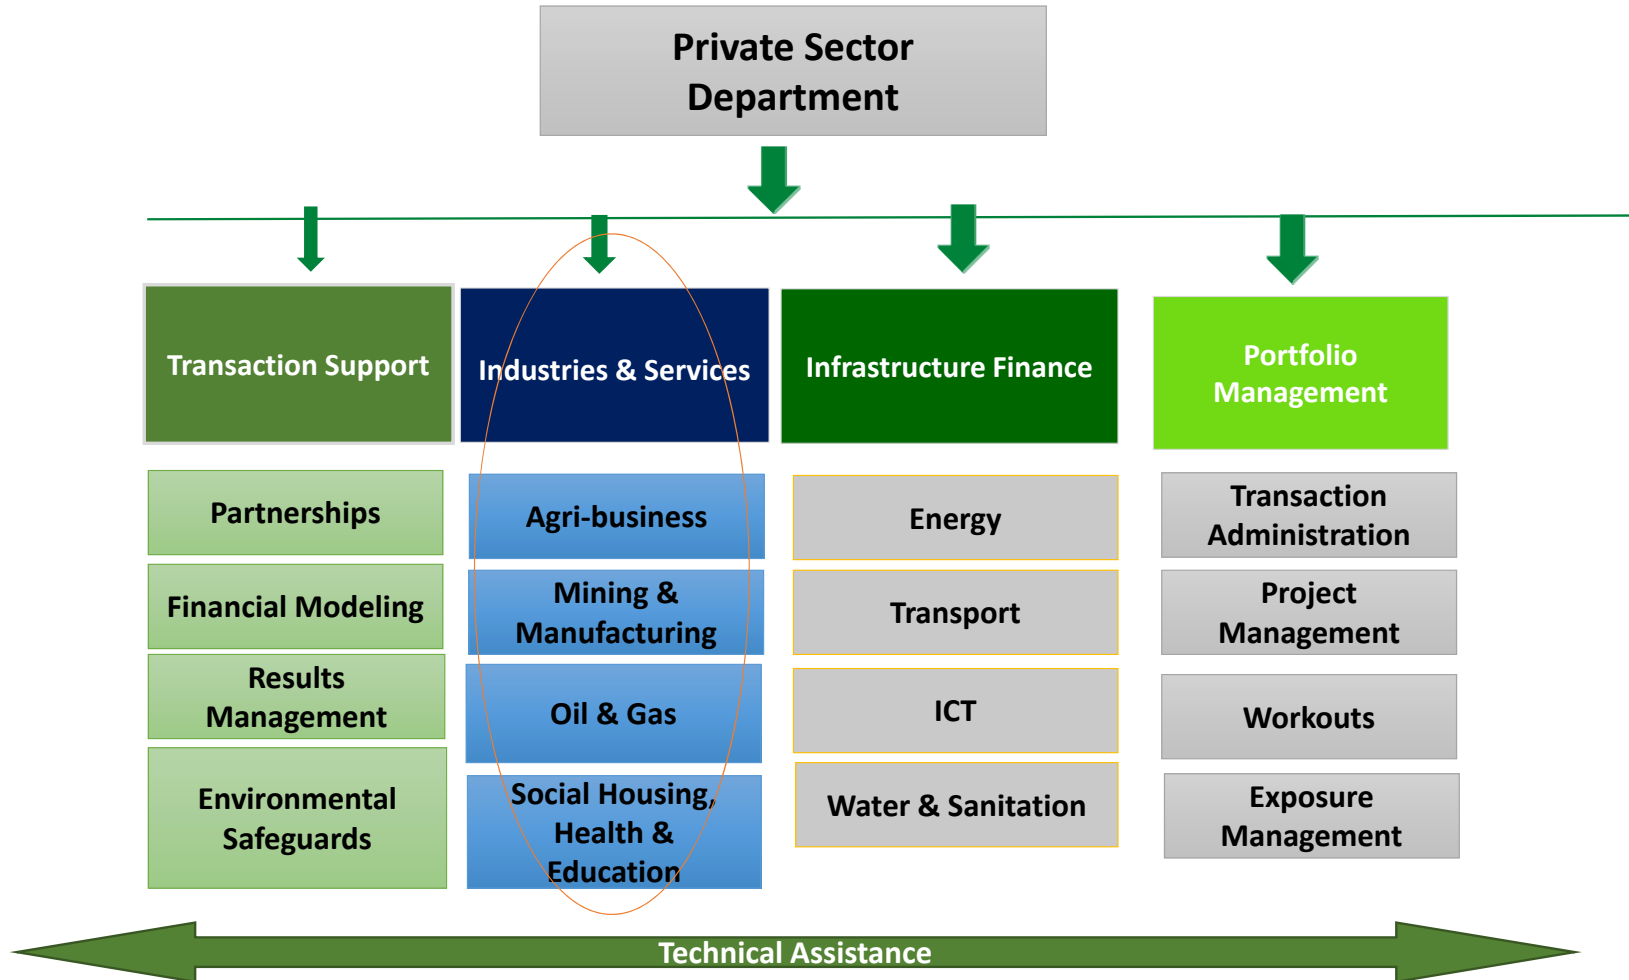 Private Sector
Department
Transaction Support
Industries & Services
Infrastructure Finance
Portfolio
Management
Partnerships
Financial Modeling
Results
Management
Environmental
Safeguards
Agri-business
Mining &
Manufacturing
Oil & Gas
Social Housing,
Health &
Education
Energy
Transport
ICT
Water & Sanitation
Transaction
Administration
Project
Management
Workouts
Exposure
Management
Technical Assistance